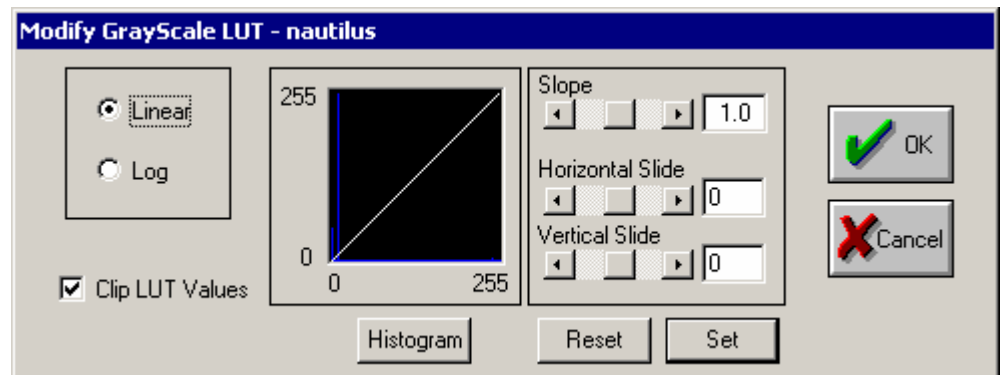 Modify GrayScale LUT - nautilus
Linear
Log
Clip LUT Values
255
0
0 255
Histogram
Slope
1.0
Horizontal Slide
0
Vertical Slide
0
Reset Set
OK
Cancel